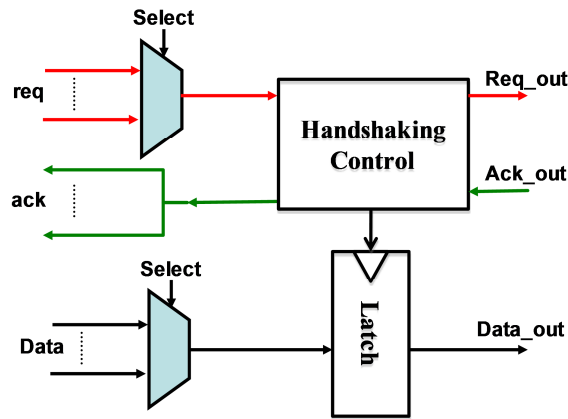 Select
req
Req_out
Handshaking
Control
Ack_out
ack
Select
Latch
Data
Data_out